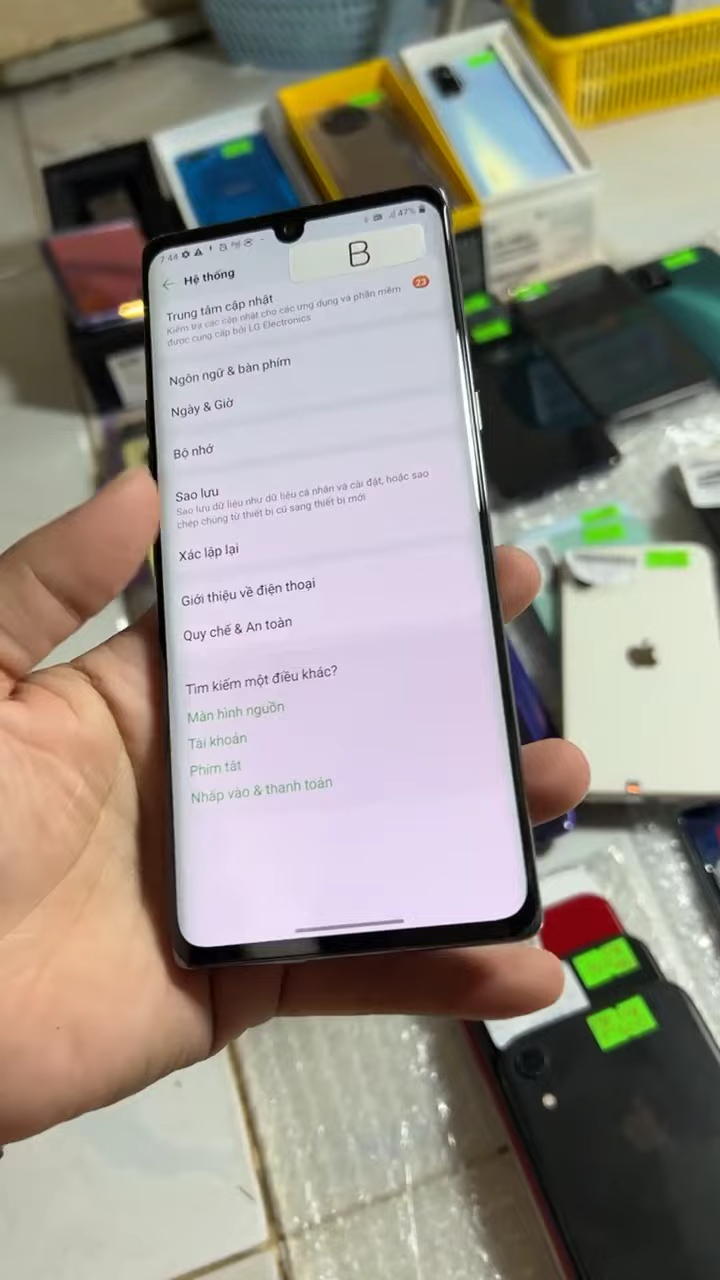 7:44
47%
B
Hệ thống
Trung tâm cập nhật
23
Kiểm tra các cập nhật cho các ứng dụng và phần mềm
được cung cấp bởi LG Electronics
Ngôn ngữ & bàn phím
Ngày & Giờ
Bộ nhớ
Sao lưu
Sao lưu dữ liệu như dữ liệu cá nhân và cài đặt, hoặc sao
chép chúng từ thiết bị cũ sang thiết bị mới
Xác lập lại
Giới thiệu về điện thoại
Quy chế & An toàn
Tìm kiếm một điều khác?
Màn hình nguồn
Tài khoản
Phím tắt
Nhấp vào & thanh toán